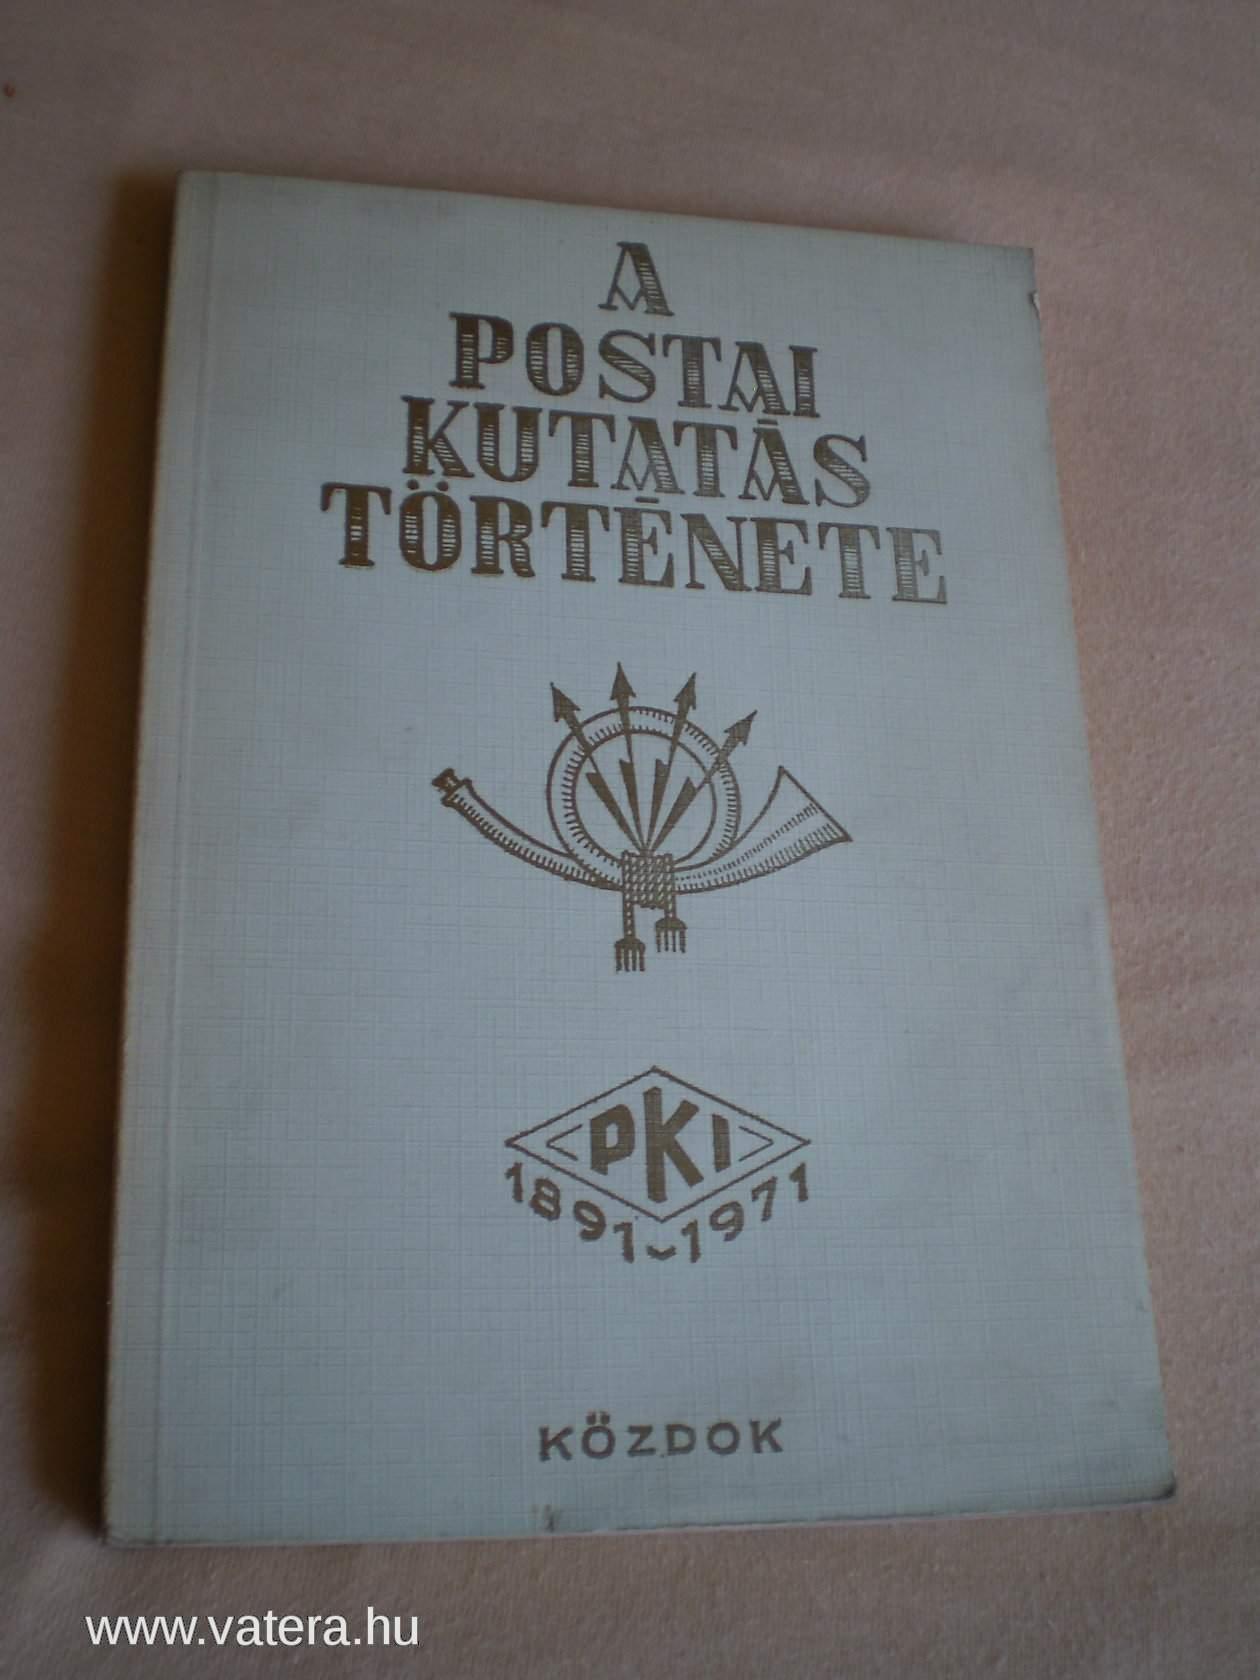 A
POSTAI
KUTATÁS
TÖRTÉNETE
PKI
1891-1971
KÖZDOK
www.vatera.hu